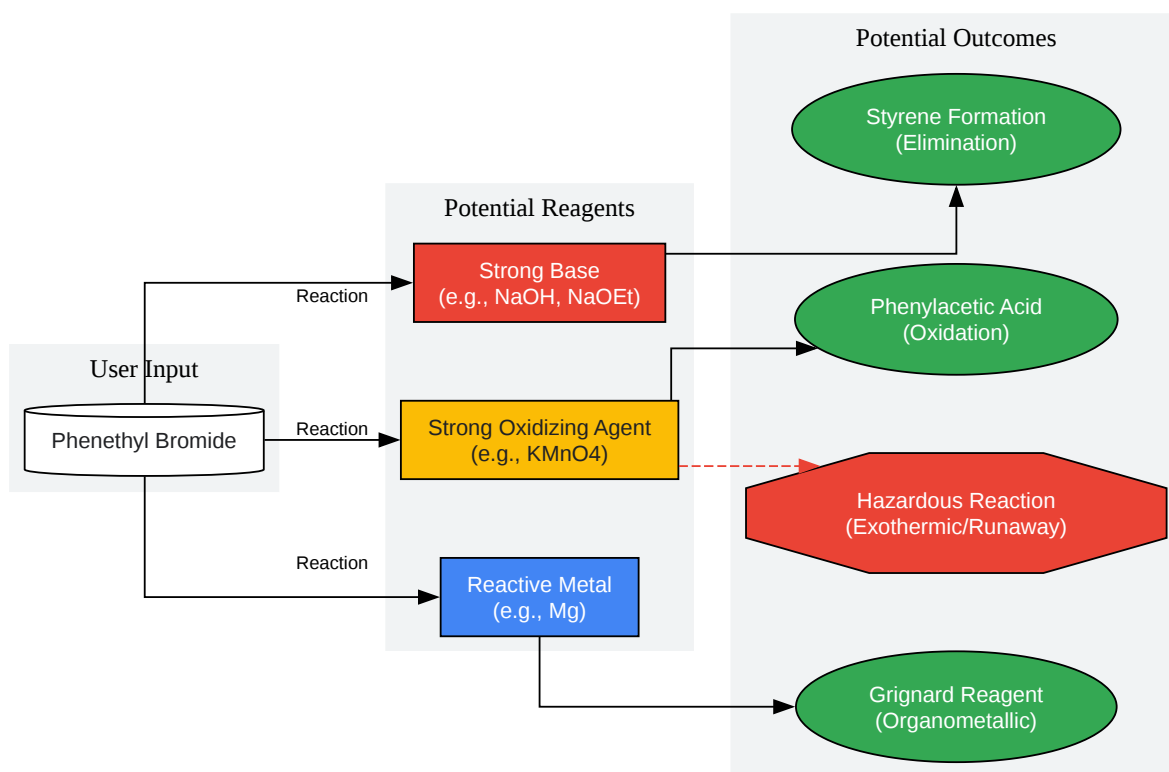 Potential Outcomes
Styrene Formation
(Elimination)
Potential Reagents
Strong Base
(e.g., NaOH, NaOEt)
Reaction
Phenylacetic Acid
(Oxidation)
User Input
Phenethyl Bromide
Reaction
Strong Oxidizing Agent
(e.g., KMnO4)
Hazardous Reaction
(Exothermic/Runaway)
Reaction
Reactive Metal
(e.g., Mg)
Grignard Reagent
(Organometallic)